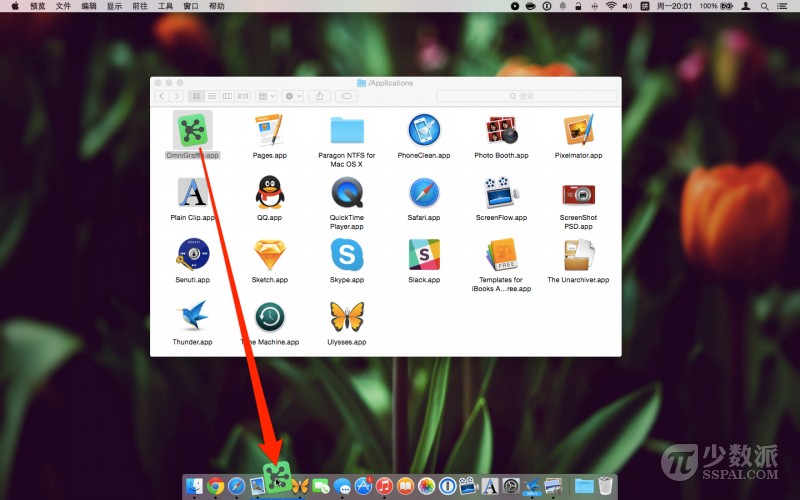 预览 文件 编辑 显示 前往 工具 窗口 帮助
周一20:01 100%
/Applications
搜索
OmniGraffle.app Pages.app Paragon NTFS for Mac OS X PhoneClean.app Photo Booth.app Pixelmator.app
Plain Clip.app QQ.app QuickTime Player.app Safari.app ScreenFlow.app ScreenShot PSD.app
Senuti.app Sketch.app Skype.app Slack.app Templates for iBooks A...ree.app The Unarchiver.app
FREE
Thunder.app Time Machine.app Ulysses.app
少数派
SSPAI.COM